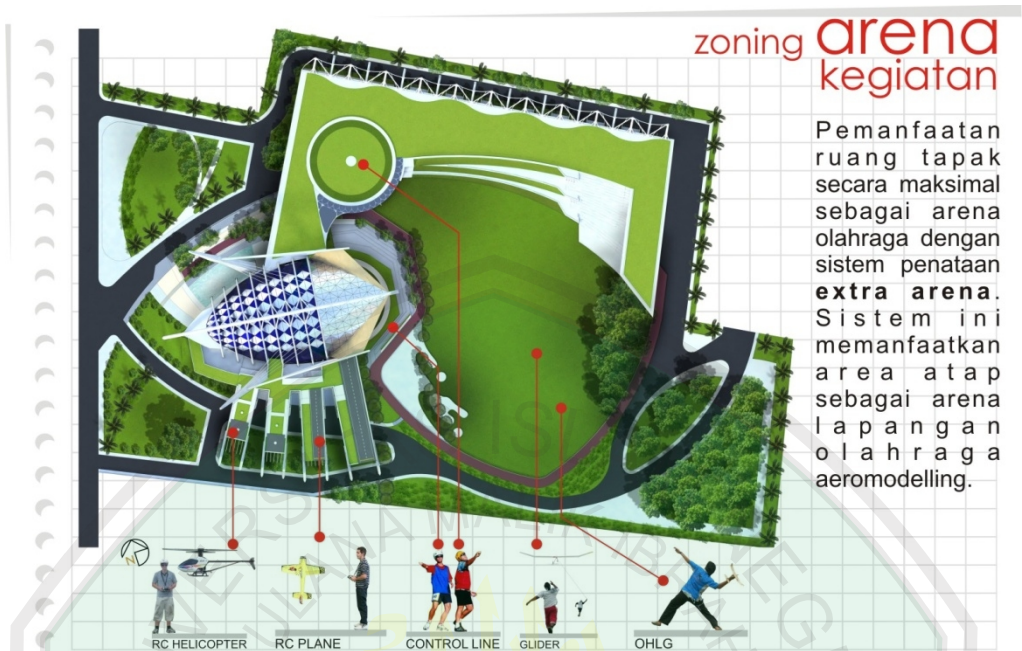 zoning arena
kegiatan
Pemanfaatan
ruang tapak
secara maksimal
sebagai arena
olahraga dengan
sistem penataan
extra arena.
Sistem ini
memanfaatkan
area atap
sebagai arena
lapangan
olahraga
aeromodelling.
N
RC HELICOPTER RC PLANE CONTROL LINE GLIDER OHLG